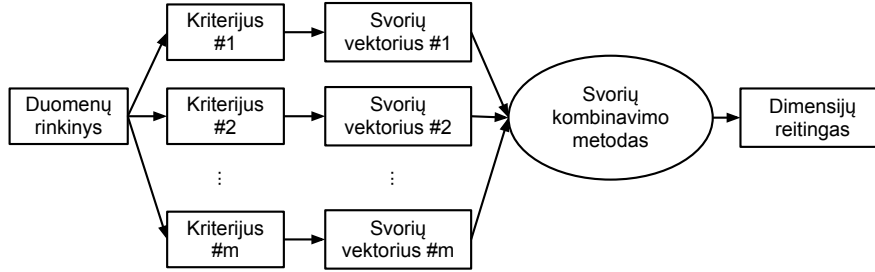 Duomenų
rinkinys
Kriterijus
#1
Svorių
vektorius #1
Kriterijus
#2
Svorių
vektorius #2
...
...
Kriterijus
#m
Svorių
vektorius #m
Svorių
kombinavimo
metodas
Dimensijų
reitingas